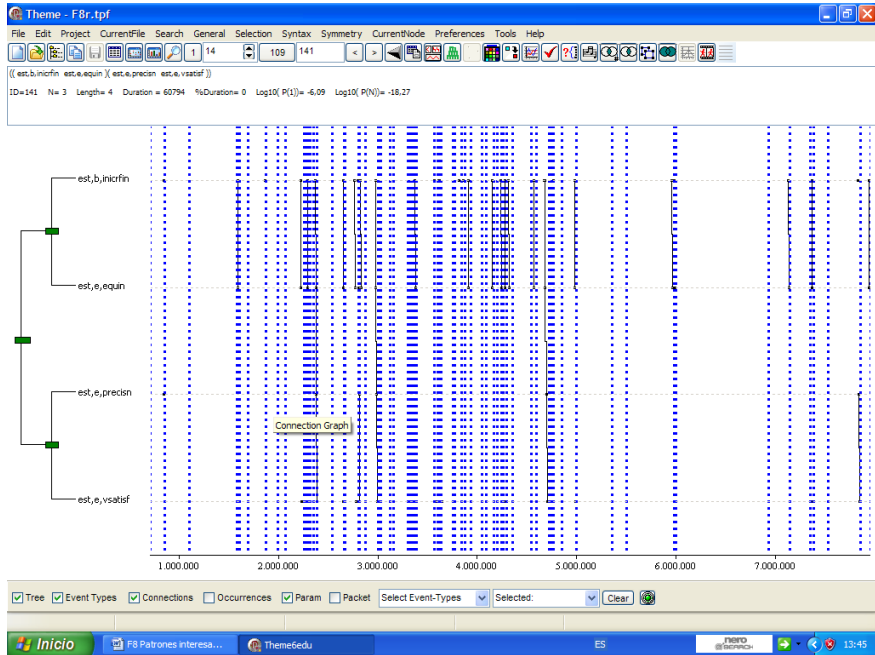 Theme - F8r.tpf
File Edit Project CurrentFile Search General Selection Syntax Symmetry CurrentNode Preferences Tools Help
1 14 109 141 < >
(( est,b,inicrfin est,e,equin )( est,e,precisn est,e,vsatisf ))
ID=141 N= 3 Length= 4 Duration = 60794 %Duration= 0 Log10( P(1))= -6,09 Log10( P(N))= -18,27
est,b,inicrfin
est,e,equin
est,e,precisn
Connection Graph
est,e,vsatisf
1.000.000 2.000.000 3.000.000 4.000.000 5.000.000 6.000.000 7.000.000
Tree Event Types Connections Occurrences Param Packet Select Event-Types Selected: Clear
Inicio F8 Patrones interesa... Theme6edu ES nero SEARCH 13:45